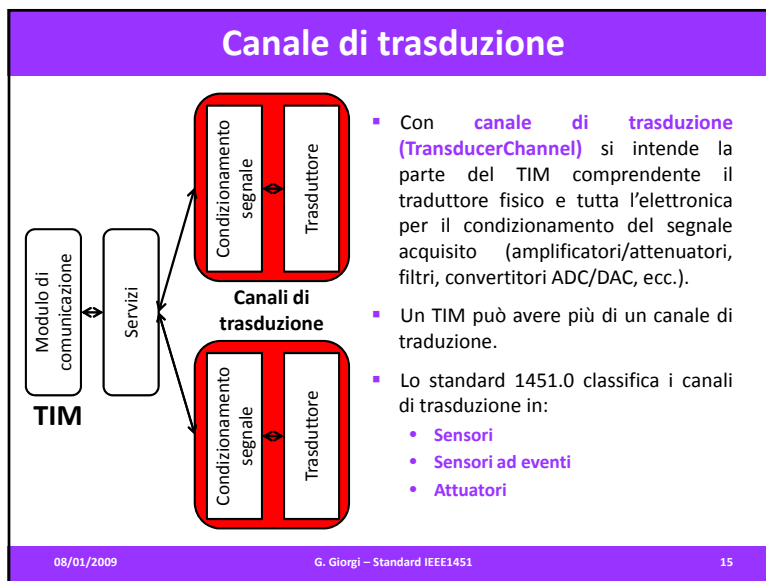 Canale di trasduzione
Modulo di
comunicazione
Servizi
TIM
Condizionamento
segnale
Trasduttore
Canali di
trasduzione
Condizionamento
segnale
Trasduttore
▪ Con canale di trasduzione
(TransducerChannel) si intende la
parte del TIM comprendente il
traduttore fisico e tutta l'elettronica
per il condizionamento del segnale
acquisito (amplificatori/attenuatori,
filtri, convertitori ADC/DAC, ecc.).
▪ Un TIM può avere più di un canale di
traduzione.
▪ Lo standard 1451.0 classifica i canali
di trasduzione in:
• Sensori
• Sensori ad eventi
• Attuatori
08/01/2009
G. Giorgi – Standard IEEE1451
15